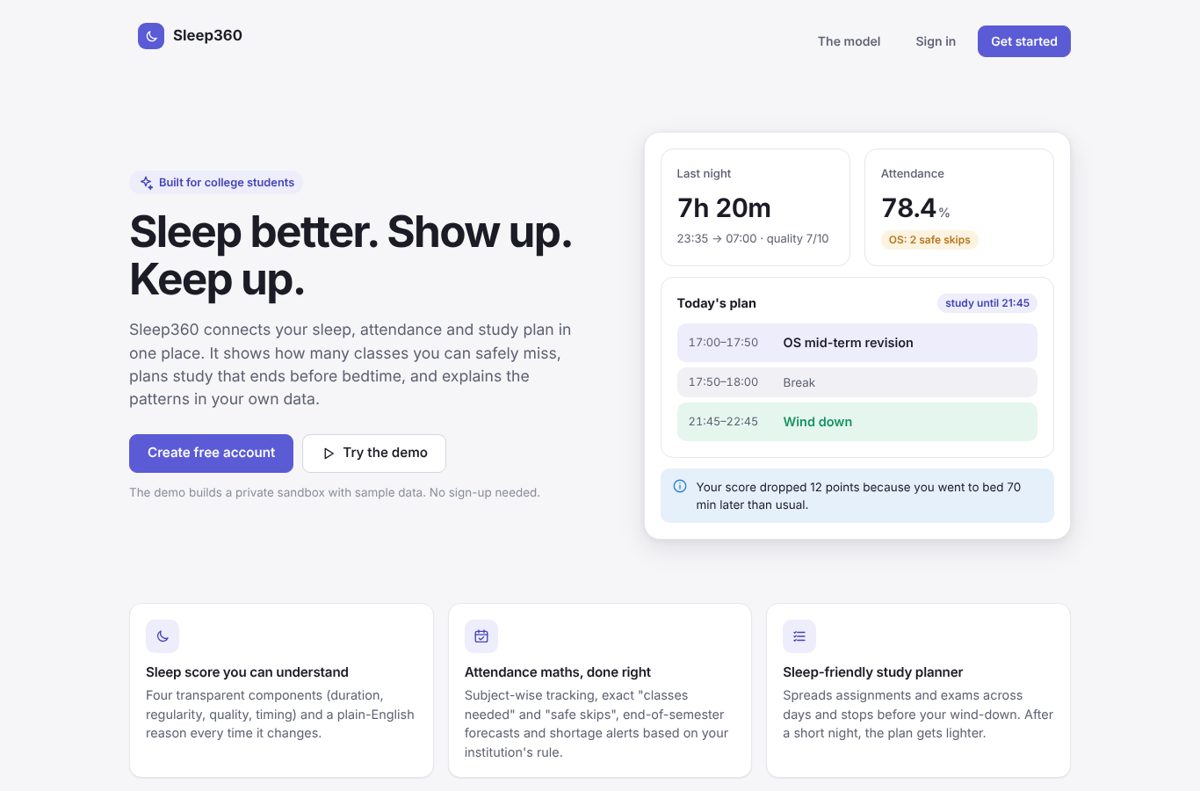 Sleep360
The model
Sign in
Get started
Built for college students
Sleep better. Show up.
Keep up.
Sleep360 connects your sleep, attendance and study plan in
one place. It shows how many classes you can safely miss,
plans study that ends before bedtime, and explains the
patterns in your own data.
Create free account
Try the demo
The demo builds a private sandbox with sample data. No sign-up needed.
Last night
7h 20m
23:35 → 07:00 · quality 7/10
Attendance
78.4%
OS: 2 safe skips
Today's plan
study until 21:45
17:00–17:50 OS mid-term revision
17:50–18:00 Break
21:45–22:45 Wind down
Your score dropped 12 points because you went to bed 70
min later than usual.
Sleep score you can understand
Four transparent components (duration,
regularity, quality, timing) and a plain-English
reason every time it changes.
Attendance maths, done right
Subject-wise tracking, exact "classes
needed" and "safe skips", end-of-semester
forecasts and shortage alerts based on your
institution's rule.
Sleep-friendly study planner
Spreads assignments and exams across
days and stops before your wind-down. After
a short night, the plan gets lighter.